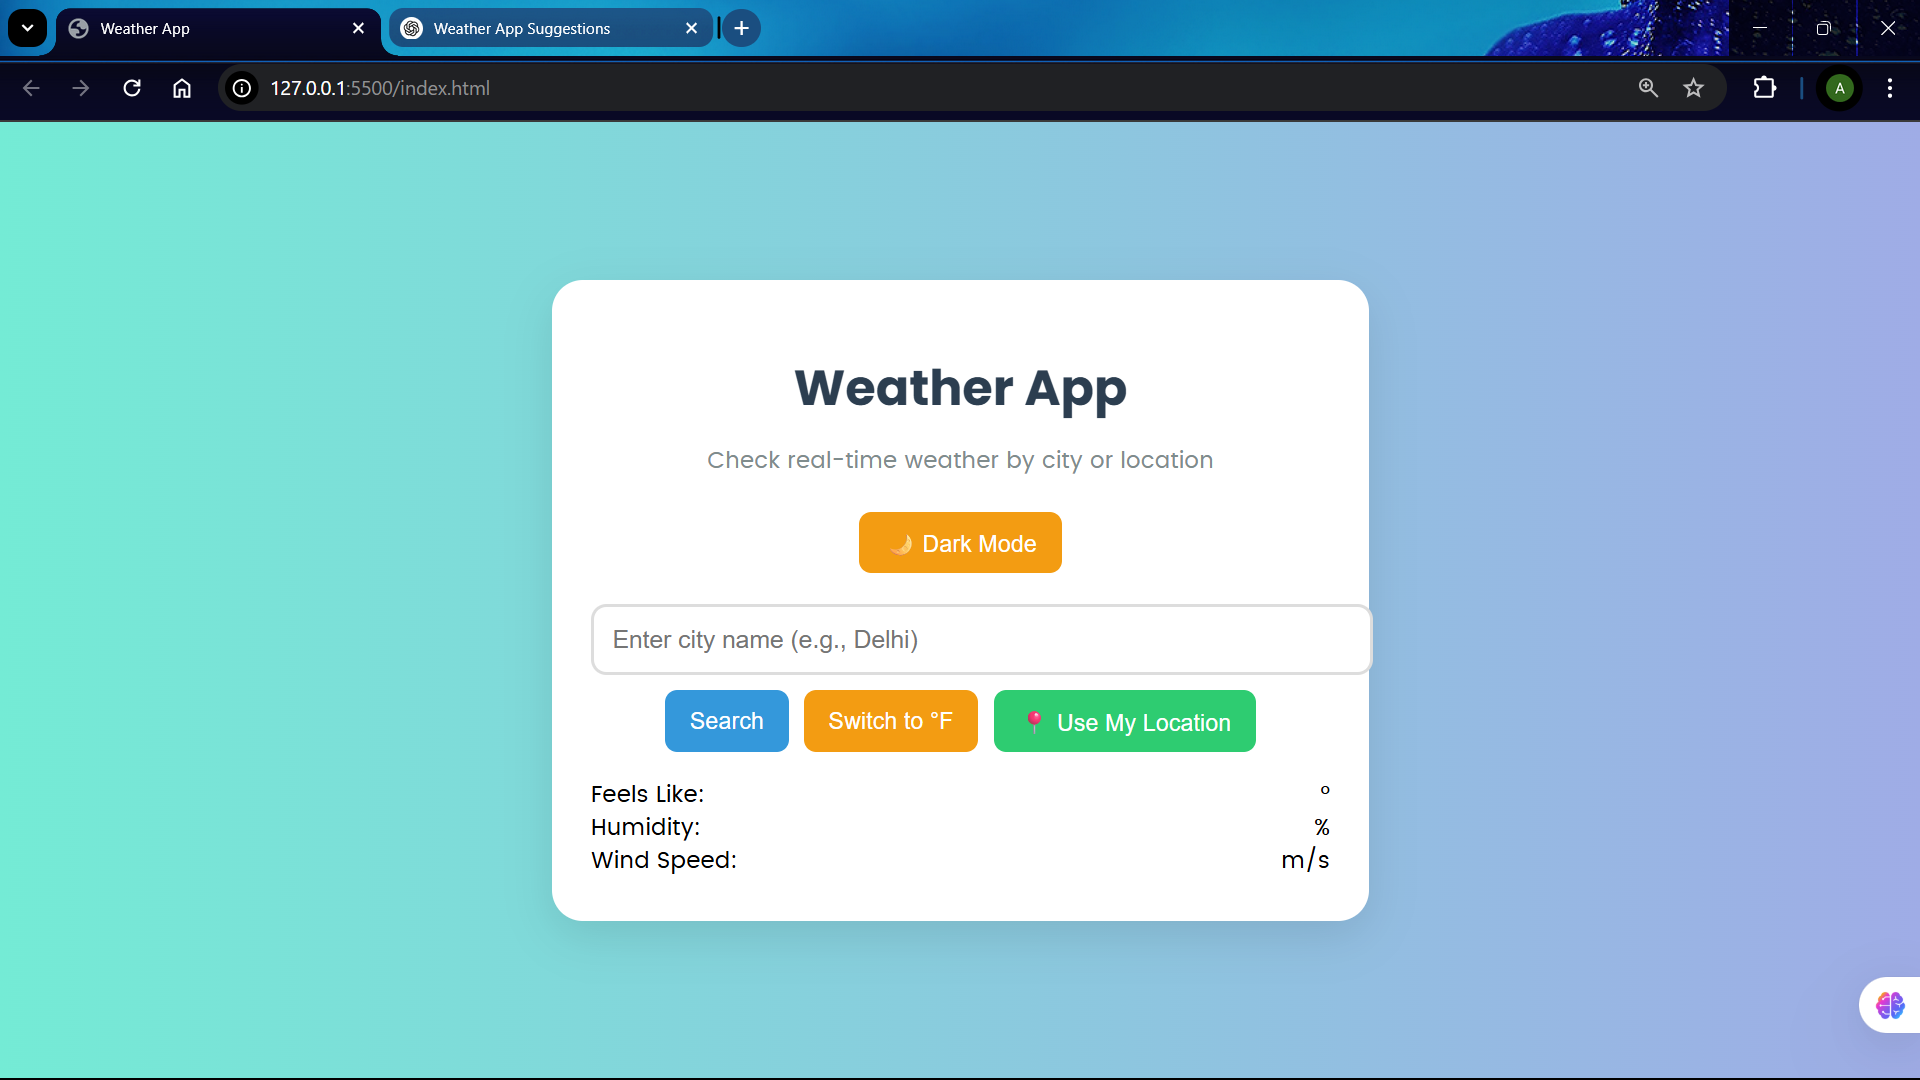 Weather App
Weather App Suggestions
127.0.0.1:5500/index.html
A
Weather App
Check real-time weather by city or location
🌙 Dark Mode
Enter city name (e.g., Delhi)
Search
Switch to °F
📍 Use My Location
Feels Like: °
Humidity: %
Wind Speed: m/s